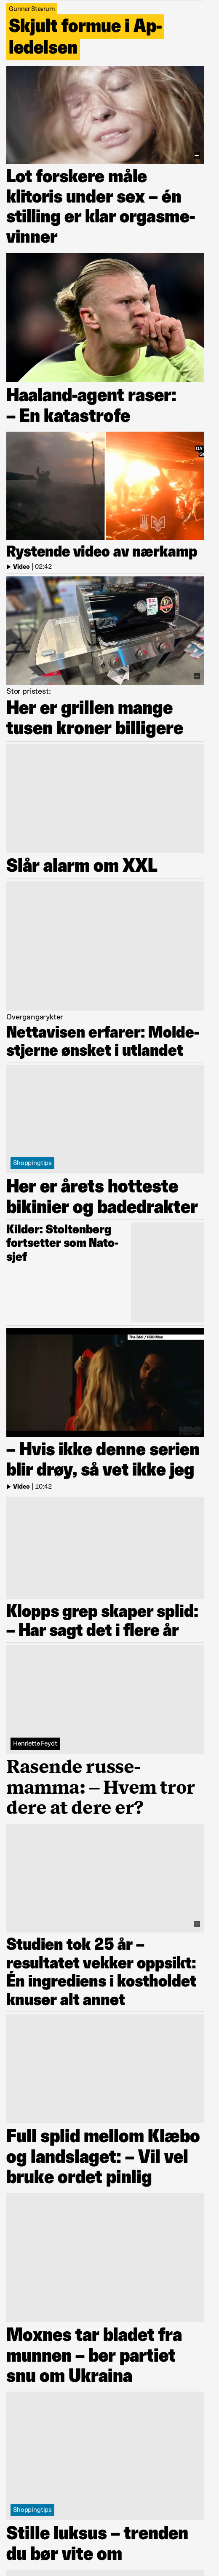 Gunnar Stavrum
Skjult formue i Ap-
ledelsen
Lot forskere måle
klitoris under sex – én
stilling er klar orgasme-
vinner
Haaland-agent raser:
– En katastrofe
Rystende video av nærkamp
Video | 02:42
Stor pristest:
Her er grillen mange
tusen kroner billigere
Slår alarm om XXL
Overgangsrykter
Nettavisen erfarer: Molde-
stjerne ønsket i utlandet
Shoppingtips
Her er årets hotteste
bikinier og badedrakter
Kilder: Stoltenberg
fortsetter som Nato-
sjef
The Idol / HBO Max
HBO
– Hvis ikke denne serien
blir drøy, så vet ikke jeg
Video | 10:42
Klopps grep skaper splid:
– Har sagt det i flere år
Henriette Feydt
Rasende russe-
mamma: – Hvem tror
dere at dere er?
Studien tok 25 år –
resultatet vekker oppsikt:
Én ingrediens i kostholdet
knuser alt annet
Full splid mellom Klæbo
og landslaget: – Vil vel
bruke ordet pinlig
Moxnes tar bladet fra
munnen – ber partiet
snu om Ukraina
Shoppingtips
Stille luksus – trenden
du bør vite om